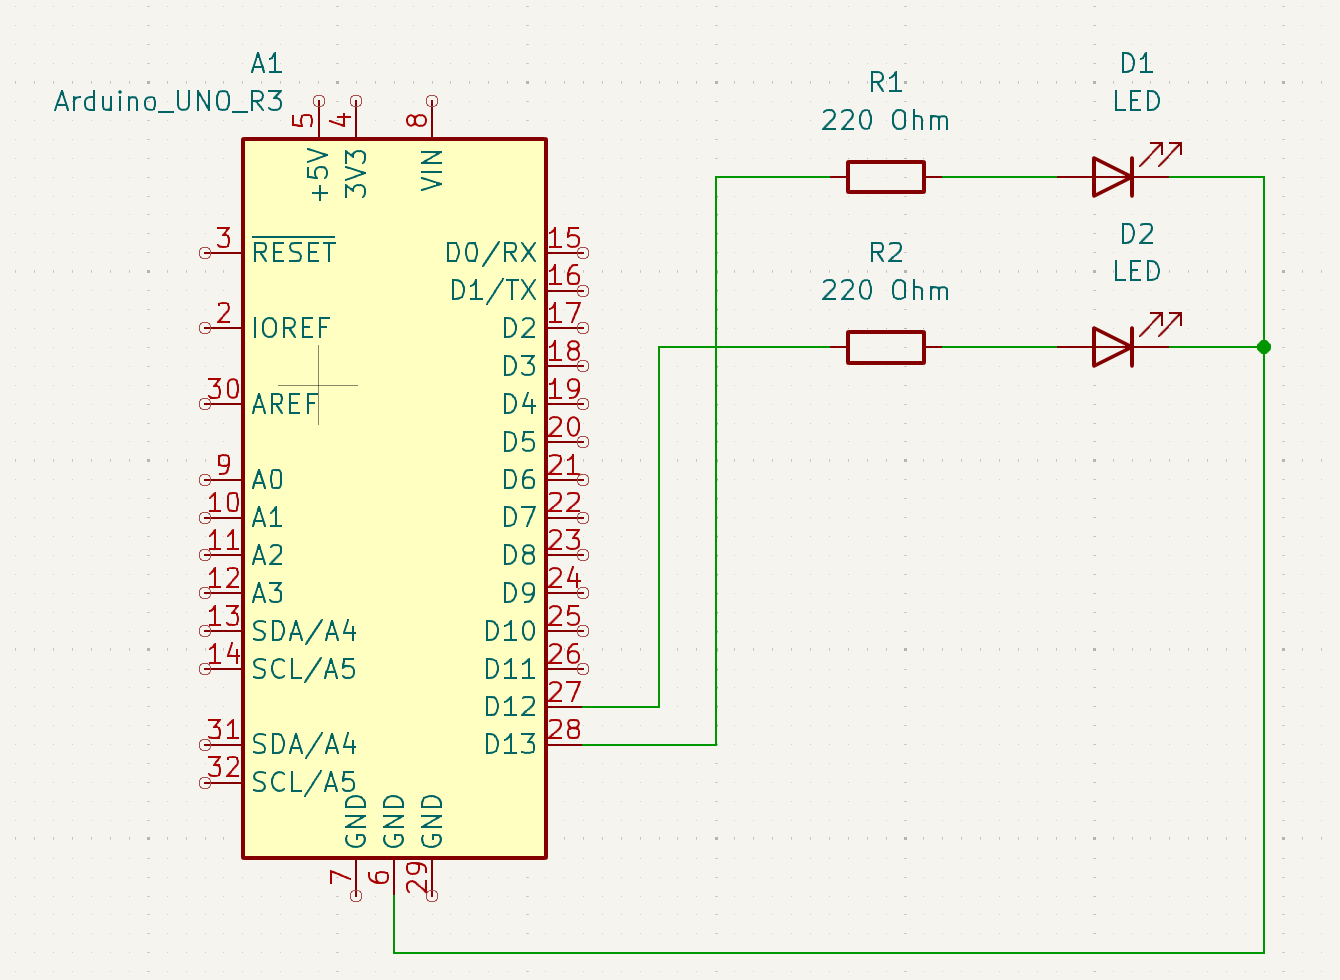 A1
Arduino_UNO_R3
5
4
8
+5V
3V3
VIN
3
RESET
2
IOREF
30
AREF
9
A0
10
A1
11
A2
12
A3
13
SDA/A4
14
SCL/A5
31
SDA/A4
32
SCL/A5
D0/RX
15
D1/TX
16
D2
17
D3
18
D4
19
D5
20
D6
21
D7
22
D8
23
D9
24
D10
25
D11
26
D12
27
D13
28
GND
GND
GND
7
6
29
R1
220 Ohm
D1
LED
R2
220 Ohm
D2
LED